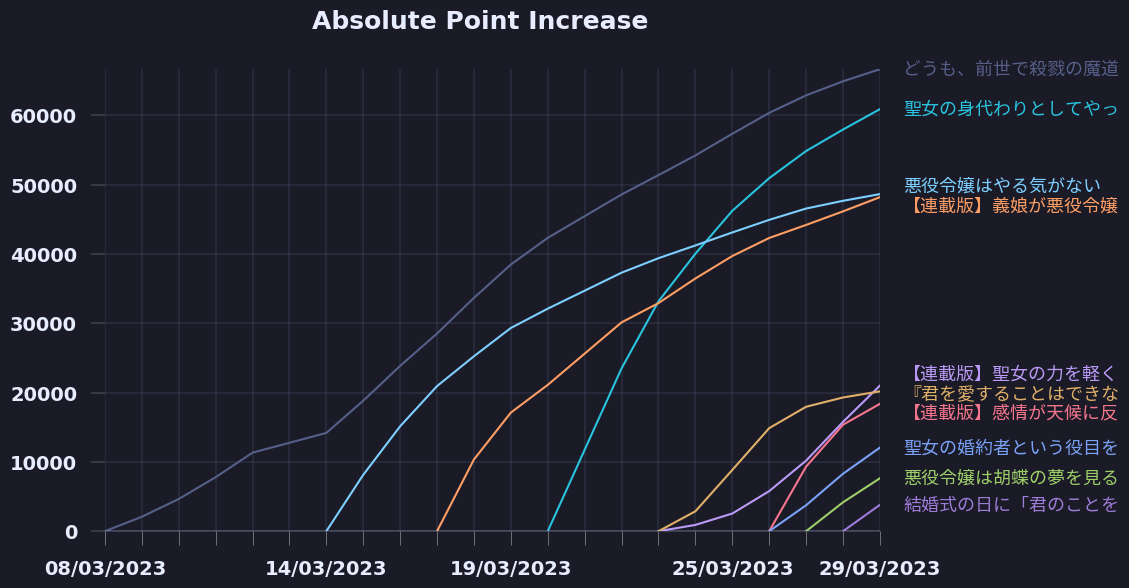 Absolute Point Increase
60000
50000
40000
30000
20000
10000
0
08/03/2023
14/03/2023
19/03/2023
25/03/2023
29/03/2023
どうも、前世で殺戮の魔道
聖女の身代わりとしてやっ
悪役令嬢はやる気がない
【連載版】義娘が悪役令嬢
【連載版】聖女の力を軽く
『君を愛することはできな
【連載版】感情が天候に反
聖女の婚約者という役目を
悪役令嬢は胡蝶の夢を見る
結婚式の日に「君のことを